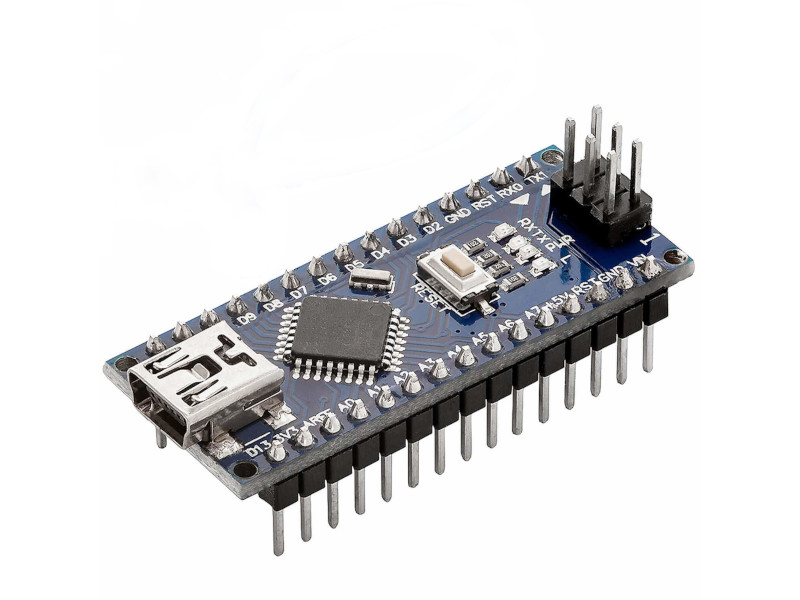 TX1 RX0 RST GND D2 D3 D4 D5 D6 D7 D8 D9
RX TX PWR L
RESET
D13 3V3 AREF A0 A1 A2 A3 A4 A5 A6 A7 5V RST GND VIN